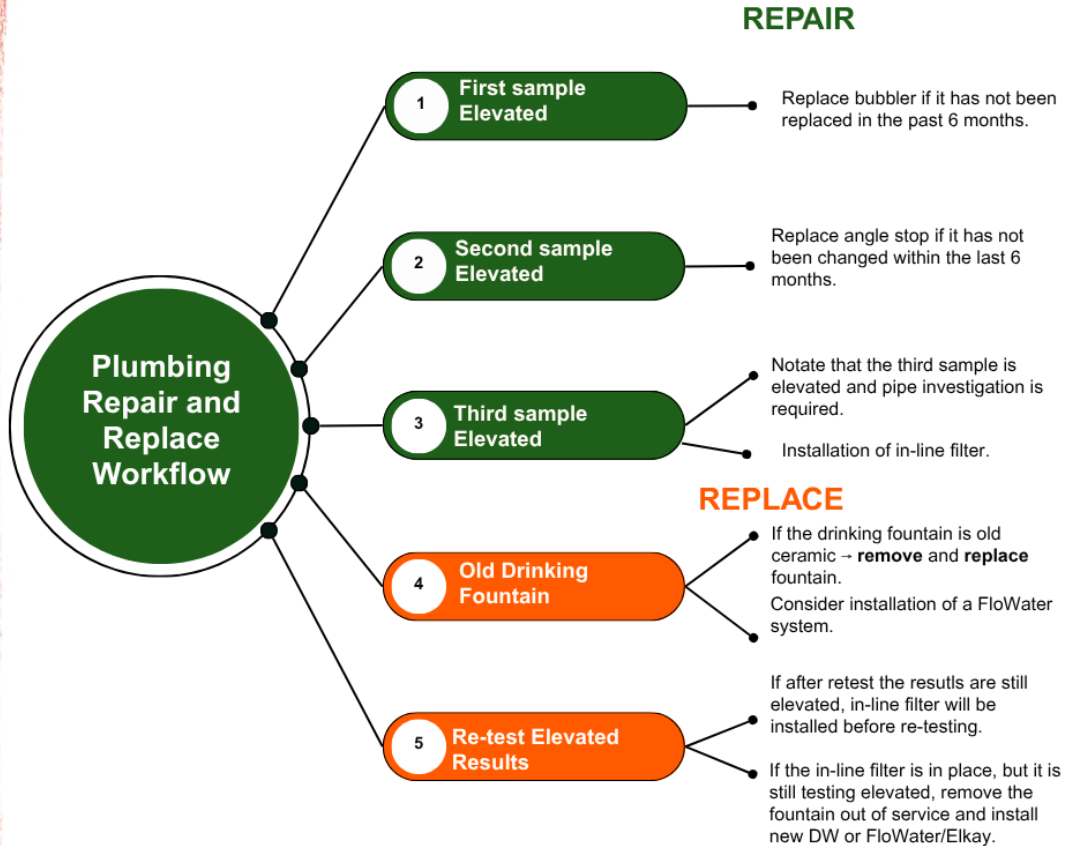 REPAIR
Plumbing
Repair and
Replace
Workflow
1
First sample
Elevated
Replace bubbler if it has not been
replaced in the past 6 months.
2
Second sample
Elevated
Replace angle stop if it has not
been changed within the last 6
months.
3
Third sample
Elevated
Notate that the third sample is
elevated and pipe investigation is
required.
Installation of in-line filter.
REPLACE
4
Old Drinking
Fountain
If the drinking fountain is old
ceramic → remove and replace
fountain.
Consider installation of a FloWater
system.
5
Re-test Elevated
Results
If after retest the resutls are still
elevated, in-line filter will be
installed before re-testing.
If the in-line filter is in place, but it is
still testing elevated, remove the
fountain out of service and install
new DW or FloWater/Elkay.